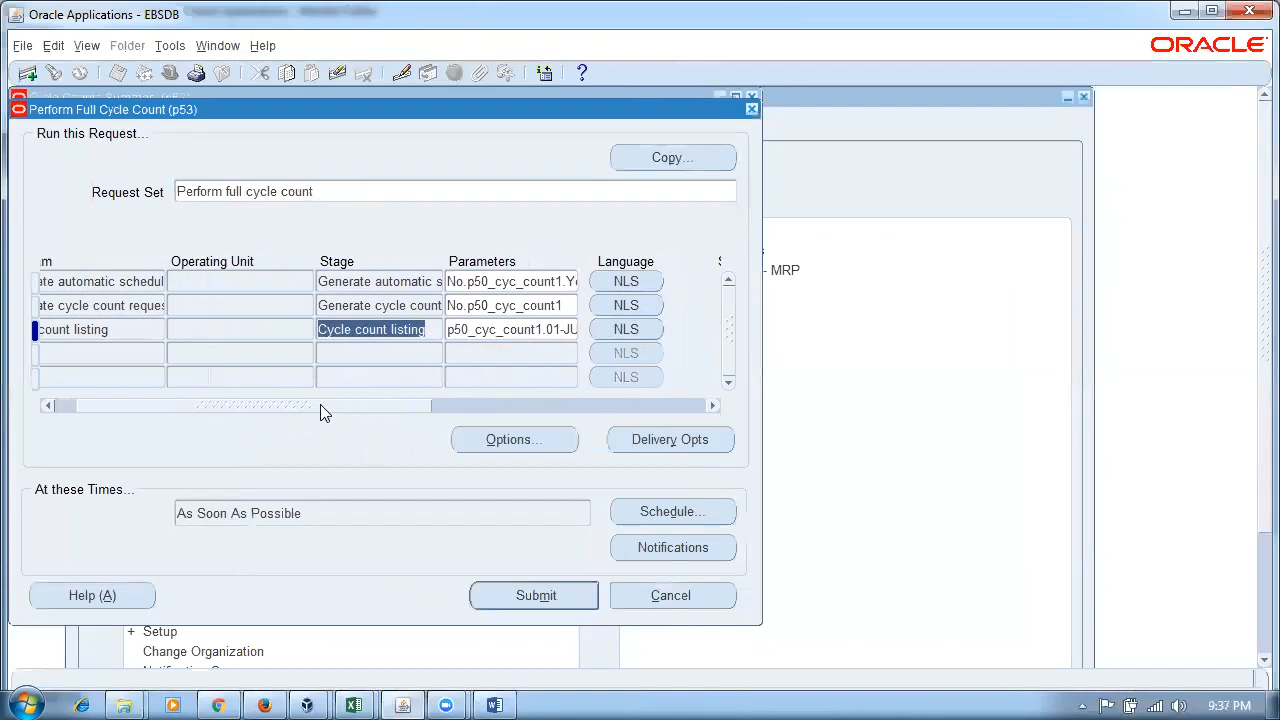 Oracle Applications - EBSDB
File Edit View Folder Tools Window Help
ORACLE
Perform Full Cycle Count (p53)
Run this Request...
Copy...
Request Set Perform full cycle count
am Operating Unit Stage Parameters Language
te automatic schedul Generate automatic s No.p50_cyc_count1.Ye NLS
te cycle count reques Generate cycle count No.p50_cyc_count1 NLS
count listing Cycle count listing p50_cyc_count1.01-JU NLS
NLS
NLS
- MRP
Options... Delivery Opts
At these Times...
As Soon As Possible Schedule...
Notifications
Help (A) Submit Cancel
+ Setup
Change Organization
9:37 PM